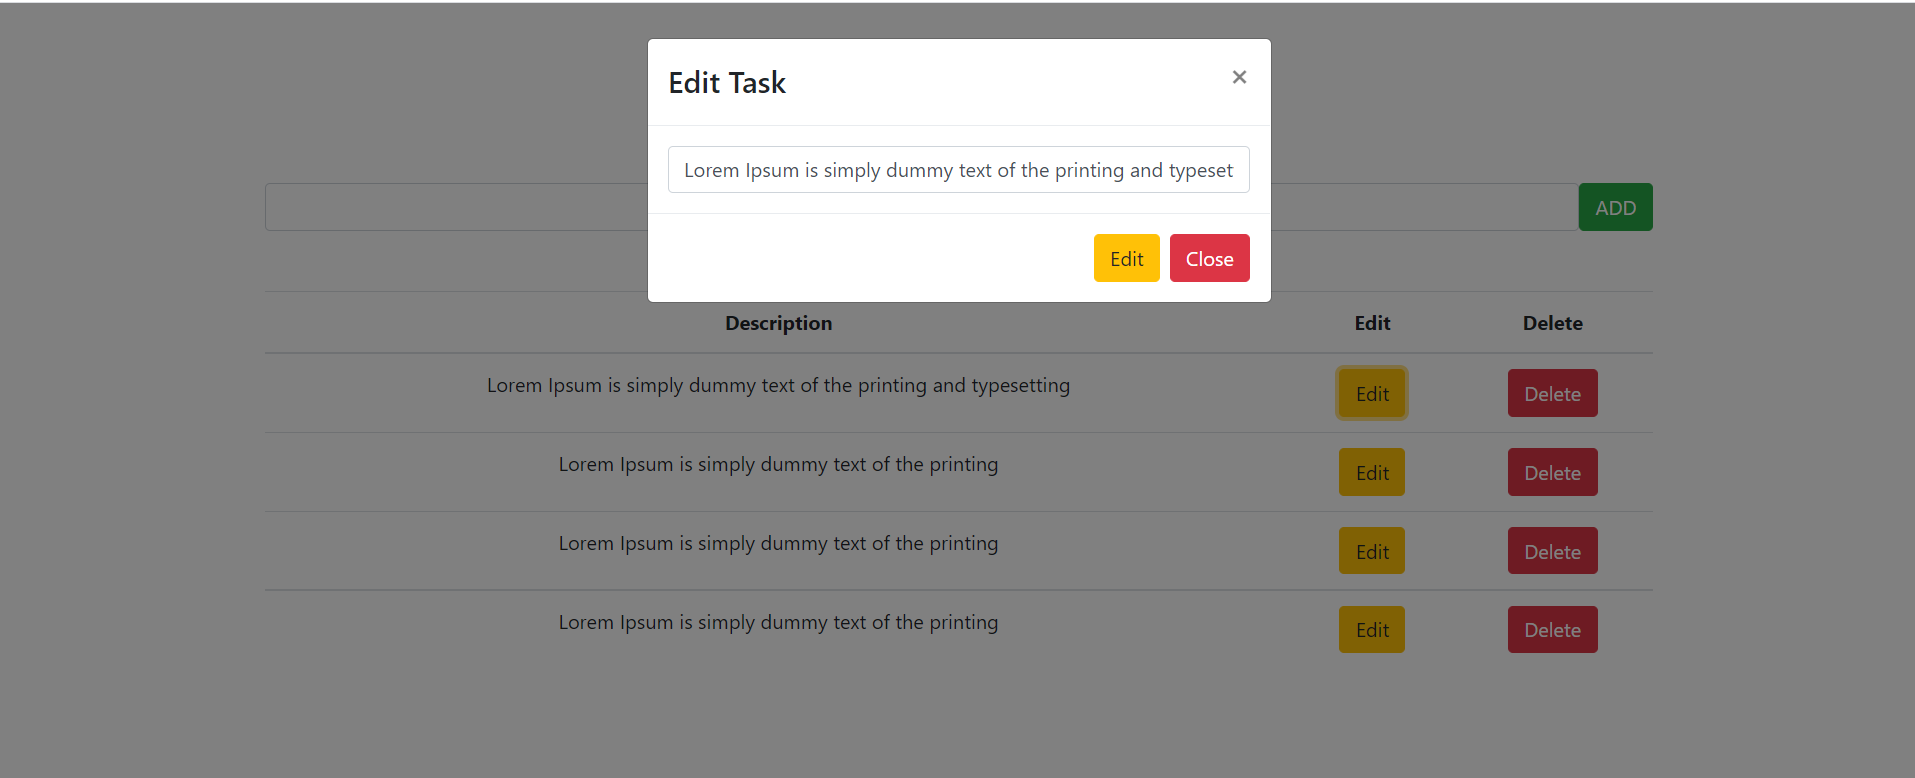 Edit Task
×
Lorem Ipsum is simply dummy text of the printing and typeset
Edit Close
ADD
Description Edit Delete
Lorem Ipsum is simply dummy text of the printing and typesetting Edit Delete
Lorem Ipsum is simply dummy text of the printing Edit Delete
Lorem Ipsum is simply dummy text of the printing Edit Delete
Lorem Ipsum is simply dummy text of the printing Edit Delete